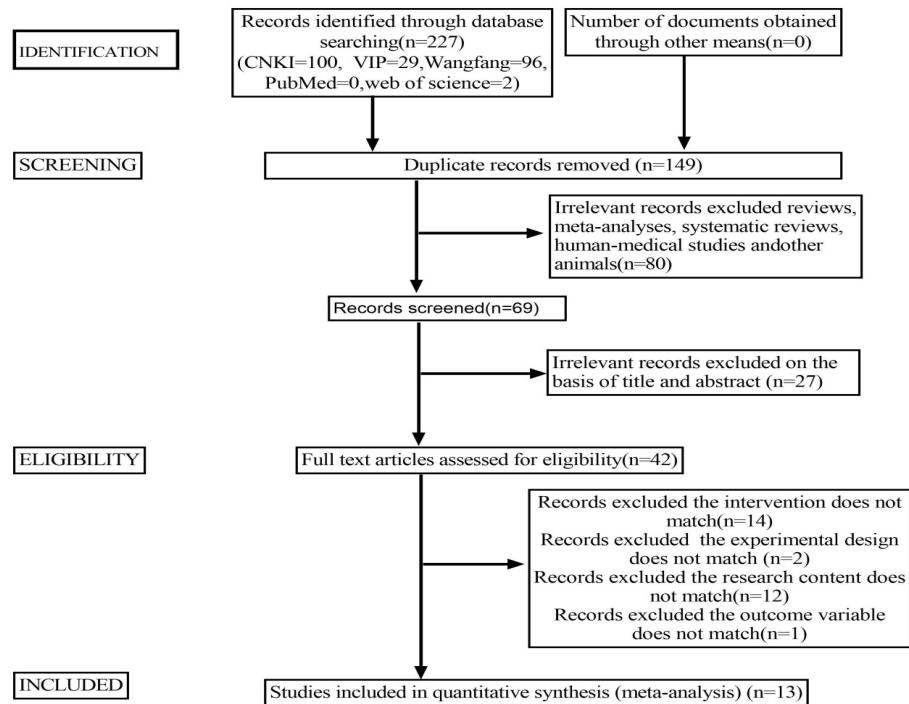 IDENTIFICATION
Records identified through database
searching(n=227)
(CNKI=100, VIP=29,Wangfang=96,
PubMed=0,web of science=2)
Number of documents obtained
through other means(n=0)
SCREENING
Duplicate records removed (n=149)
Irrelevant records excluded reviews,
meta-analyses, systematic reviews,
human-medical studies andother
animals(n=80)
Records screened(n=69)
Irrelevant records excluded on the
basis of title and abstract (n=27)
ELIGIBILITY
Full text articles assessed for eligibility(n=42)
Records excluded the intervention does not
match(n=14)
Records excluded the experimental design
does not match (n=2)
Records excluded the research content does
not match(n=12)
Records excluded the outcome variable
does not match(n=1)
INCLUDED
Studies included in quantitative synthesis (meta-analysis) (n=13)